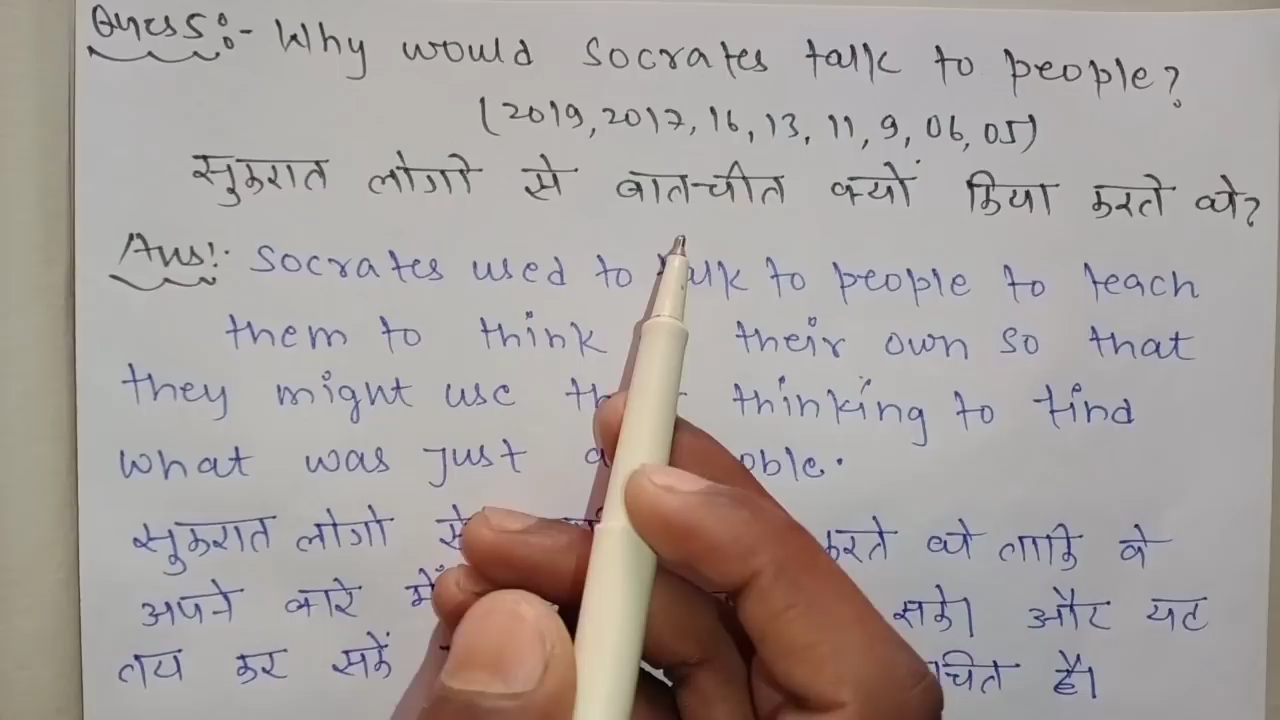 Ques 5:- Why would Socrates talk to people?
(2019, 2017, 16, 13, 11, 9, 06, 05)
सुकरात लोगो से बातचीत क्यों किया करते थे?
Ans:- Socrates used to talk to people to teach
them to think their own so that
they might use thinking to find
what was just
सुकरात लोगो से करते थे ताकि वे
अपने बारे में सके। और यह
तय कर सकें है।